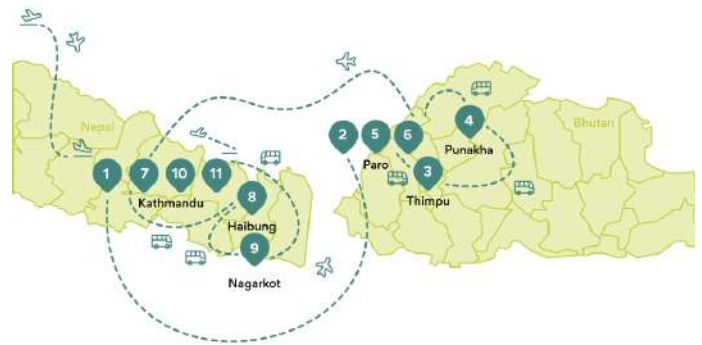 Nepal
Bhutan
2 5 6
4
Punakha
Paro
1 7 10 11
3
Kathmandu
8
Thimpu
Haibung
9
Nagarkot